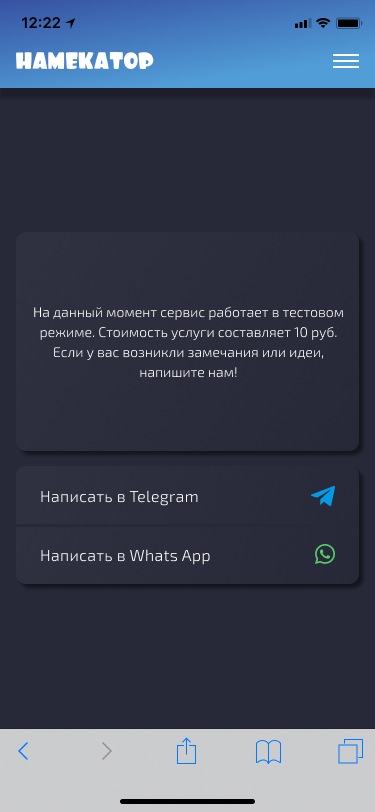 12:22
НАМЕКАТОР
На данный момент сервис работает в тестовом
режиме. Стоимость услуги составляет 10 руб.
Если у вас возникли замечания или идеи,
напишите нам!
Написать в Telegram
Написать в Whats App